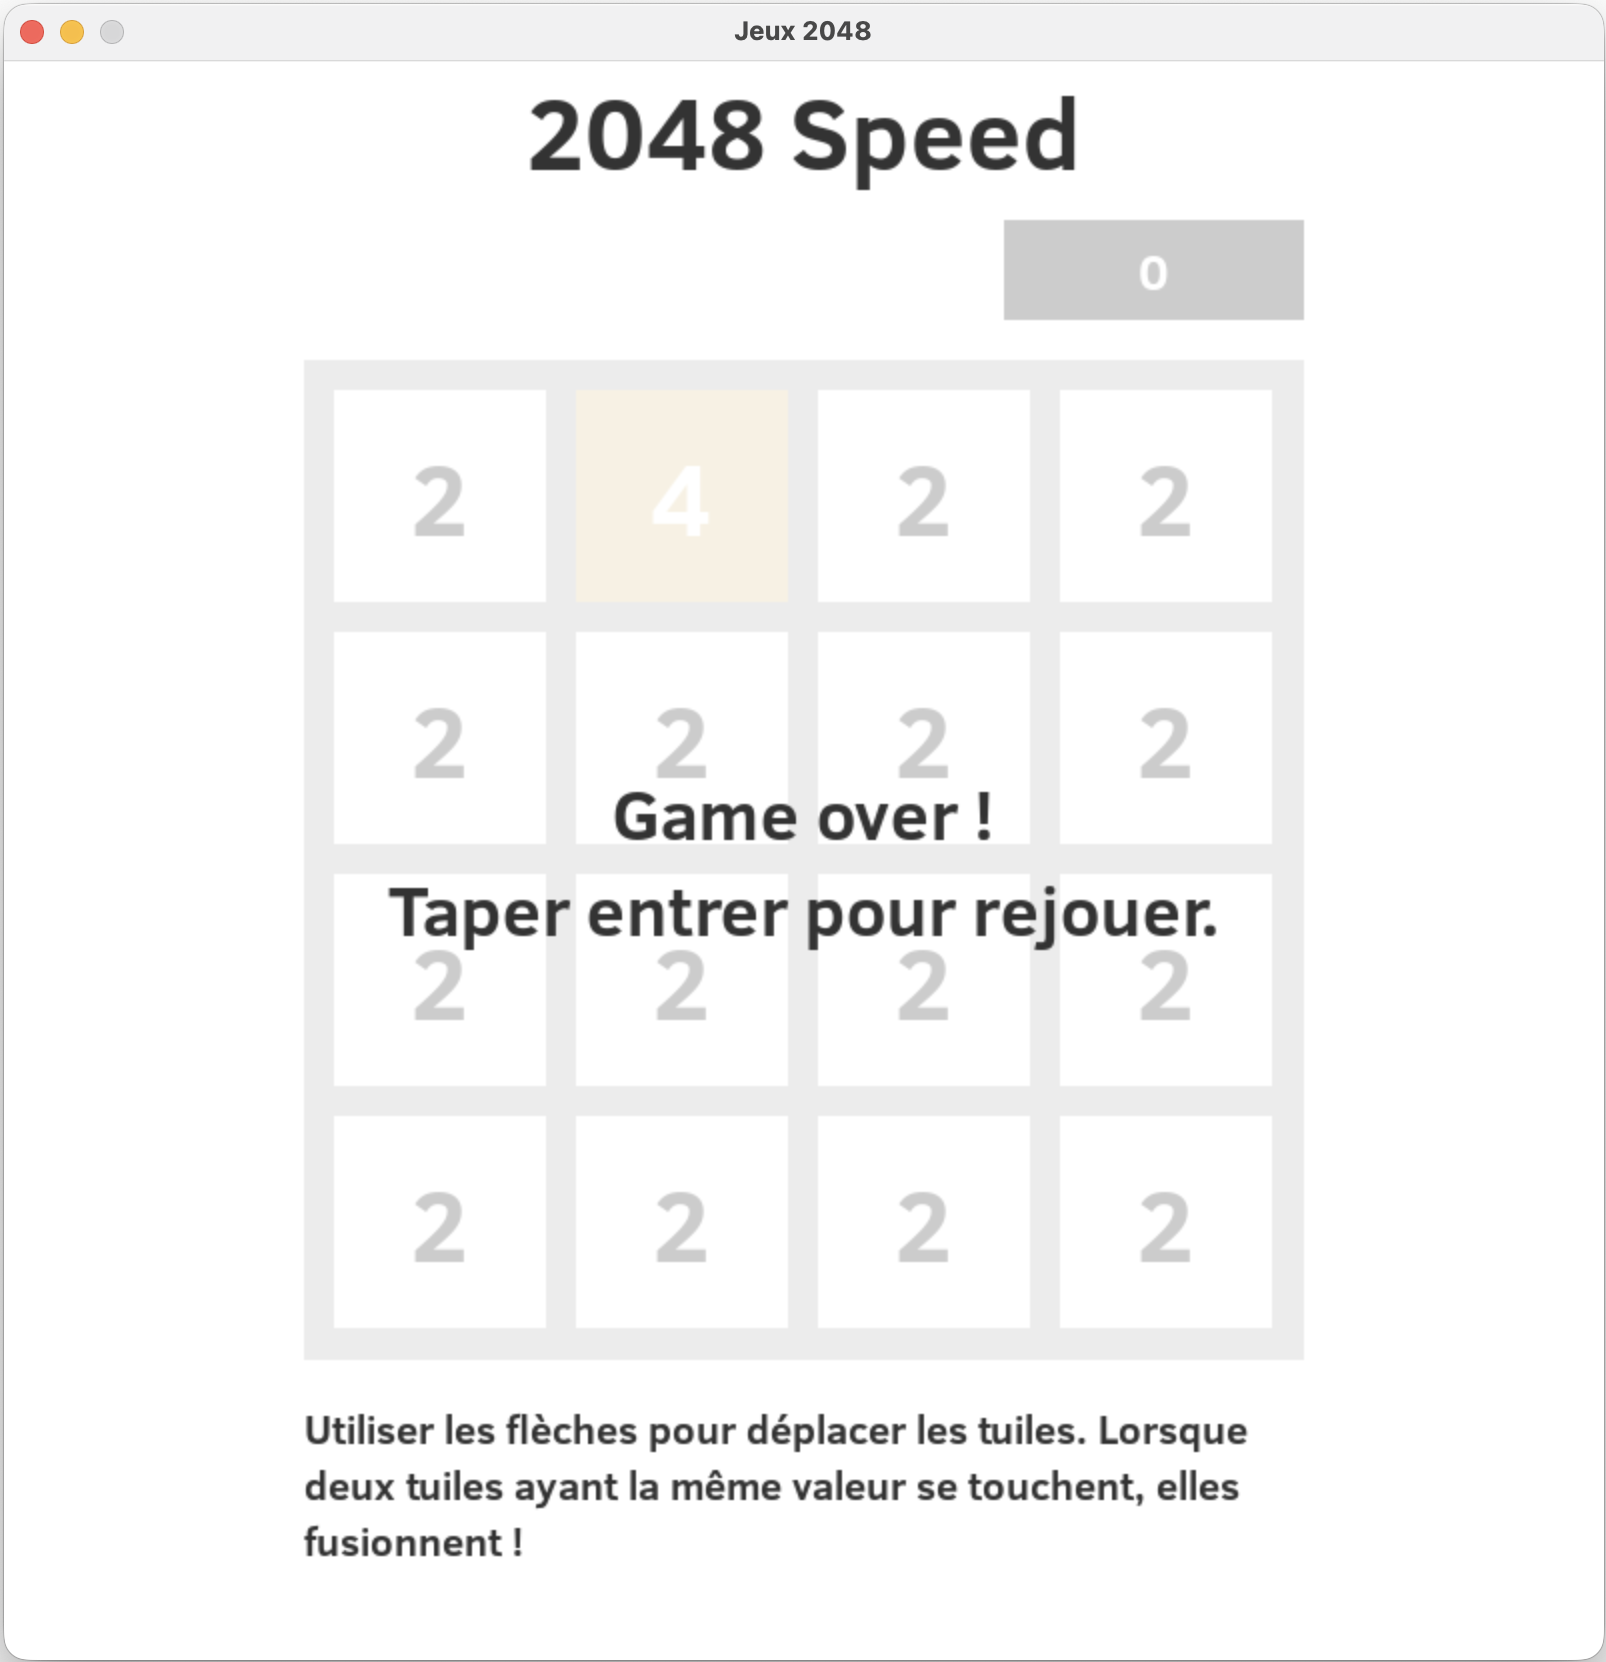 Jeux 2048
2048 Speed
0
2 4 2 2
2 2 2 2
Game over !
Taper entrer pour rejouer.
2 2 2 2
2 2 2 2
Utiliser les flèches pour déplacer les tuiles. Lorsque
deux tuiles ayant la même valeur se touchent, elles
fusionnent !